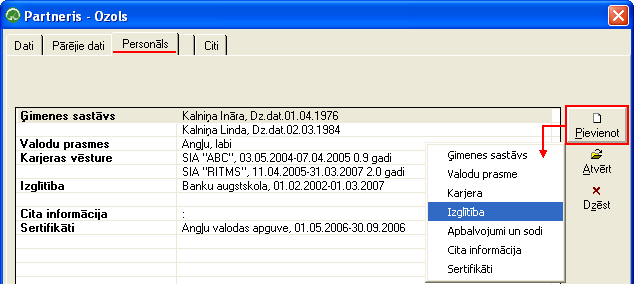 Partneris - Ozols
Dati Pārējie dati Personāls Citi
Ģimenes sastāvs Kalniņa Ināra, Dz.dat.01.04.1976
Kalniņa Linda, Dz.dat.02.03.1984
Valodu prasmes Angļu, labi
Karjeras vēsture SIA "ABC", 03.05.2004-07.04.2005 0.9 gadi
SIA "RITMS", 11.04.2005-31.03.2007 2.0 gadi
Izglītība Banku augstskola, 01.02.2002-01.03.2007
Cita informācija :
Sertifikāti Angļu valodas apguve, 01.05.2006-30.09.2006
Pievienot
Atvērt
Dzēst
Ģimenes sastāvs
Valodu prasme
Karjera
Izglītība
Apbalvojumi un sodi
Cita informācija
Sertifikāti